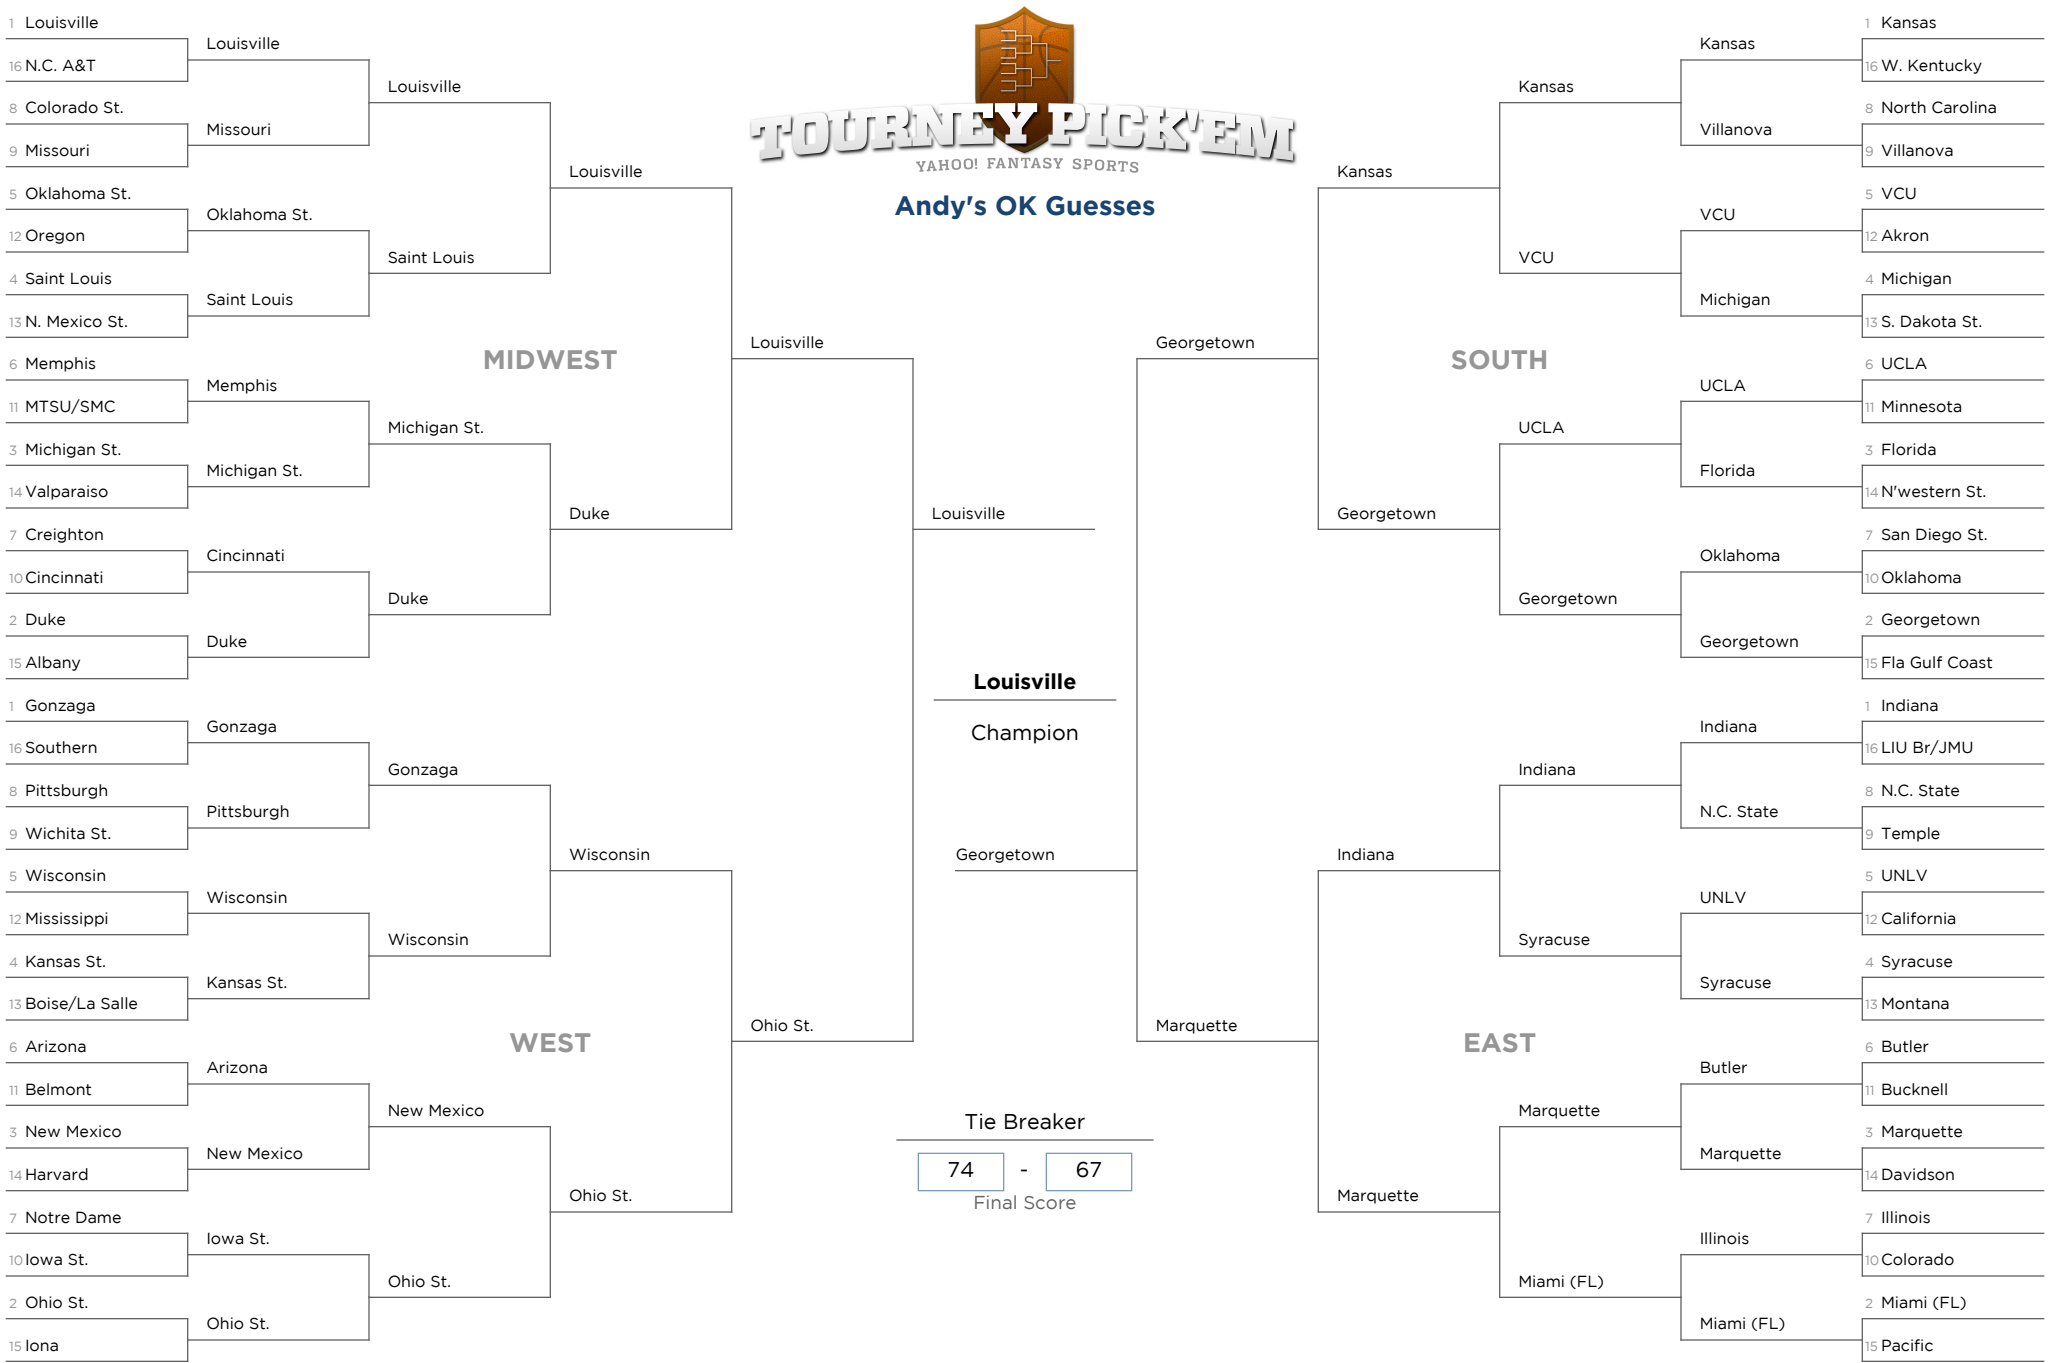 TOURNEY PICK'EM
YAHOO! FANTASY SPORTS
Andy's OK Guesses
MIDWEST
1 Louisville
16 N.C. A&T
8 Colorado St.
9 Missouri
5 Oklahoma St.
12 Oregon
4 Saint Louis
13 N. Mexico St.
6 Memphis
11 MTSU/SMC
3 Michigan St.
14 Valparaiso
7 Creighton
10 Cincinnati
2 Duke
15 Albany
Louisville
Missouri
Oklahoma St.
Saint Louis
Memphis
Michigan St.
Cincinnati
Duke
Louisville
Saint Louis
Michigan St.
Duke
Louisville
Duke
Louisville
WEST
1 Gonzaga
16 Southern
8 Pittsburgh
9 Wichita St.
5 Wisconsin
12 Mississippi
4 Kansas St.
13 Boise/La Salle
6 Arizona
11 Belmont
3 New Mexico
14 Harvard
7 Notre Dame
10 Iowa St.
2 Ohio St.
15 Iona
Gonzaga
Pittsburgh
Wisconsin
Kansas St.
Arizona
New Mexico
Iowa St.
Ohio St.
Gonzaga
Wisconsin
New Mexico
Ohio St.
Wisconsin
Ohio St.
Ohio St.
Louisville
Louisville
Champion
Georgetown
Tie Breaker
74 - 67
Final Score
SOUTH
Georgetown
Kansas
Georgetown
Kansas
VCU
UCLA
Georgetown
Kansas
Villanova
VCU
Michigan
UCLA
Florida
Oklahoma
Georgetown
1 Kansas
16 W. Kentucky
8 North Carolina
9 Villanova
5 VCU
12 Akron
4 Michigan
13 S. Dakota St.
6 UCLA
11 Minnesota
3 Florida
14 N'western St.
7 San Diego St.
10 Oklahoma
2 Georgetown
15 Fla Gulf Coast
EAST
Marquette
Indiana
Marquette
Indiana
Syracuse
Marquette
Miami (FL)
Indiana
N.C. State
UNLV
Syracuse
Butler
Marquette
Illinois
Miami (FL)
1 Indiana
16 LIU Br/JMU
8 N.C. State
9 Temple
5 UNLV
12 California
4 Syracuse
13 Montana
6 Butler
11 Bucknell
3 Marquette
14 Davidson
7 Illinois
10 Colorado
2 Miami (FL)
15 Pacific